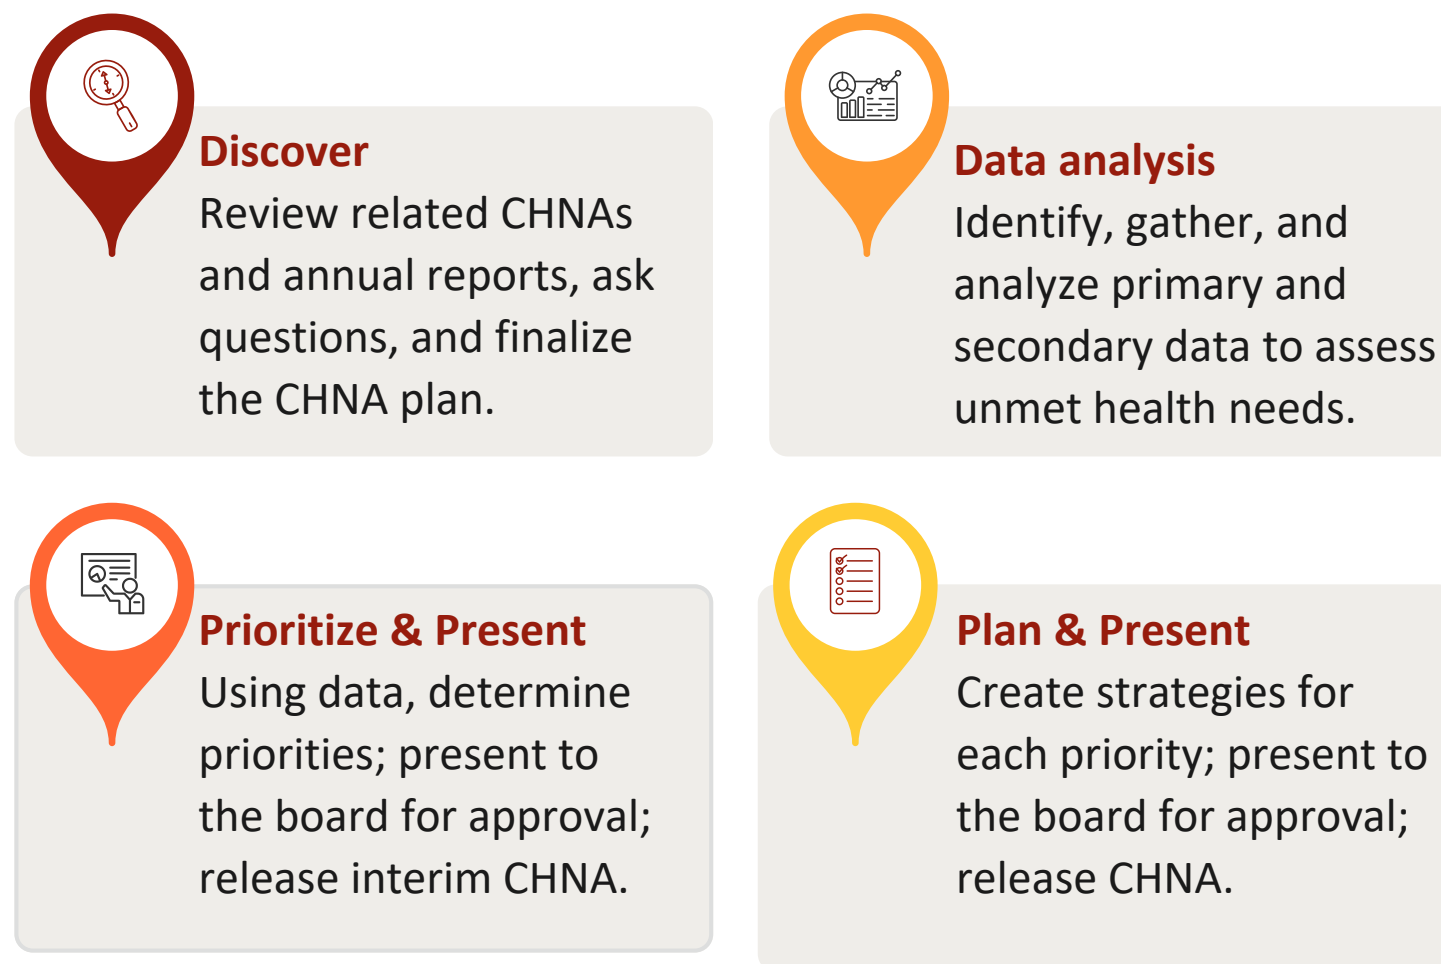 Discover
Review related CHNAs
and annual reports, ask
questions, and finalize
the CHNA plan.
Data analysis
Identify, gather, and
analyze primary and
secondary data to assess
unmet health needs.
Prioritize & Present
Using data, determine
priorities; present to
the board for approval;
release interim CHNA.
Plan & Present
Create strategies for
each priority; present to
the board for approval;
release CHNA.